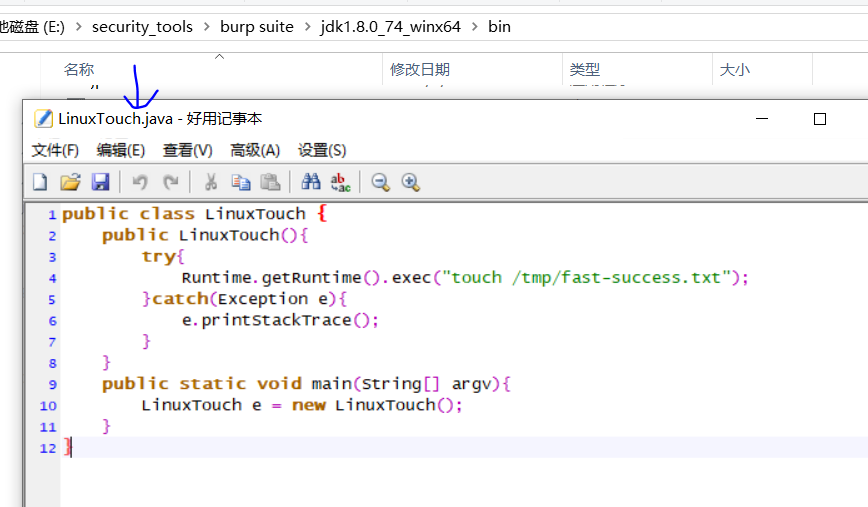 他磁盘 (E:) > security_tools > burp suite > jdk1.8.0_74_winx64 > bin
名称 修改日期 类型 大小
LinuxTouch.java - 好用记事本
文件(F) 编辑(E) 查看(V) 高级(A) 设置(S)
1 public class LinuxTouch {
2 public LinuxTouch(){
3 try{
4 Runtime.getRuntime().exec("touch /tmp/fast-success.txt");
5 }catch(Exception e){
6 e.printStackTrace();
7 }
8 }
9 public static void main(String[] argv){
10 LinuxTouch e = new LinuxTouch();
11 }
12 }